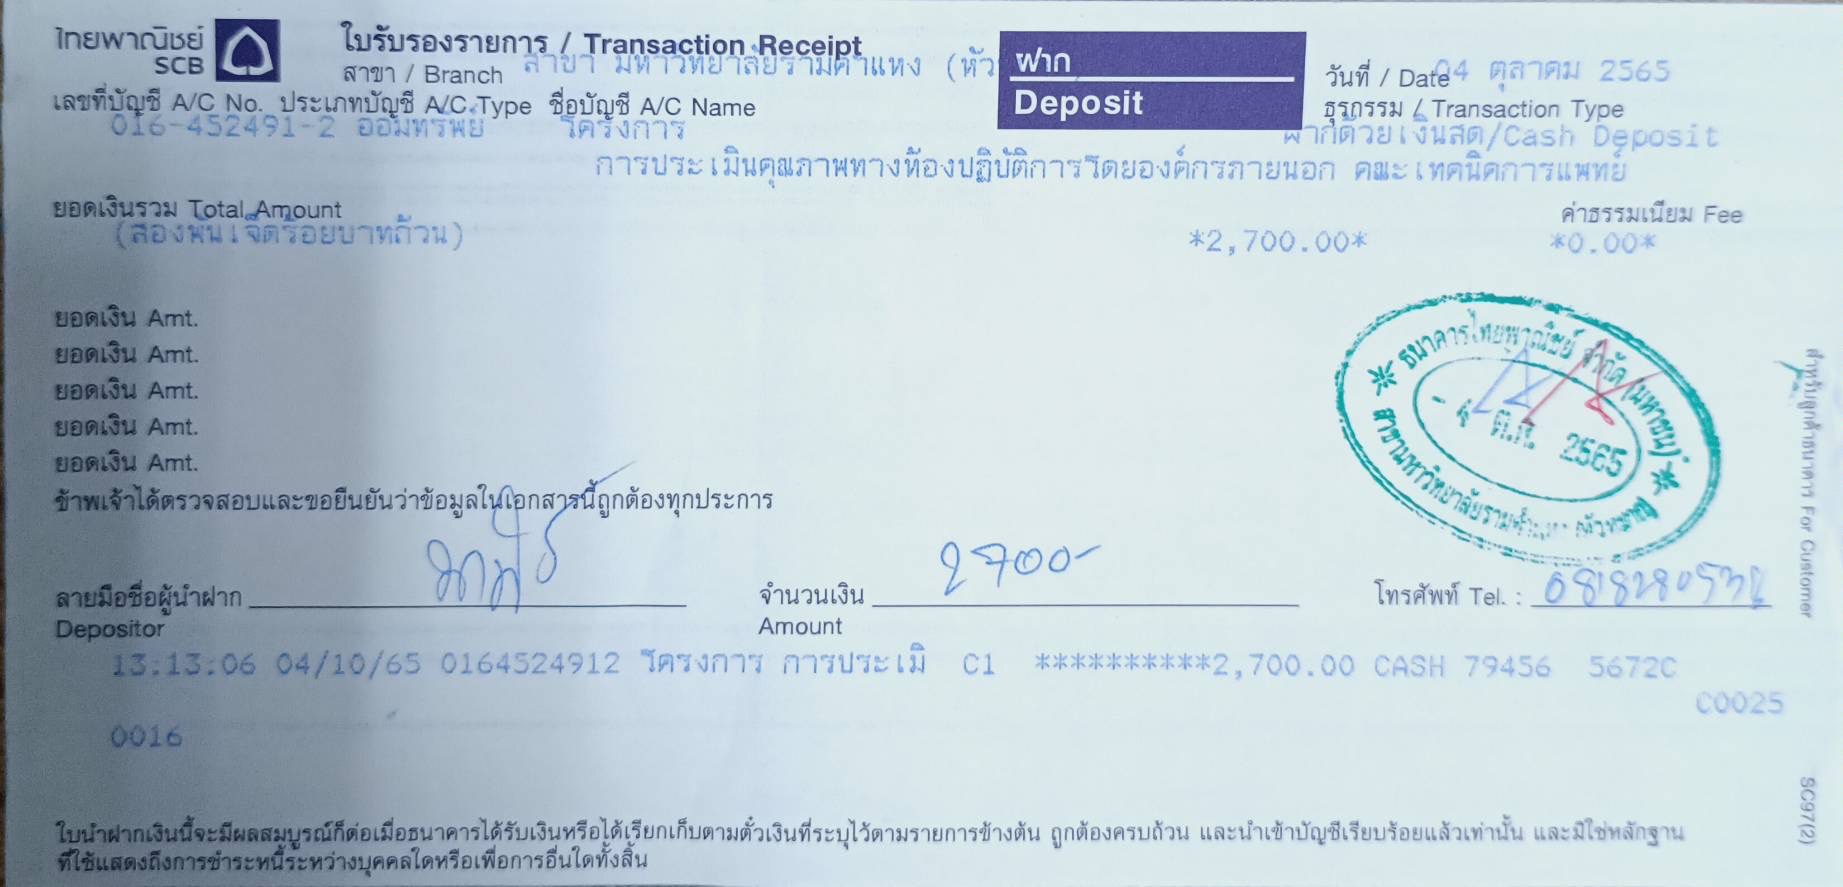 ไทยพาณิชย์
SCB
ใบรับรองรายการ / Transaction Receipt
สาขา / Branch สาขา มหาวิทยาลัยรามคำแหง (หัว
ฝาก
Deposit
วันที่ / Date 04 ตุลาคม 2565
เลขที่บัญชี A/C No. ประเภทบัญชี A/C Type ชื่อบัญชี A/C Name
ธุรกรรม / Transaction Type
016-452491-2 ออมทรัพย์ โครงการ
ฝากด้วยเงินสด/Cash Deposit
การประเมินคุณภาพทางห้องปฏิบัติการโดยองค์กรภายนอก คณะเทคนิคการแพทย์
ยอดเงินรวม Total Amount
ค่าธรรมเนียม Fee
(สองพันเจ็ดร้อยบาทถ้วน) *2,700.00* *0.00*
ยอดเงิน Amt.
ยอดเงิน Amt.
ยอดเงิน Amt.
ยอดเงิน Amt.
ยอดเงิน Amt.
ธนาคารไทยพาณิชย์ จำกัด (มหาชน)
- 4 ต.ค. 2565
สาขามหาวิทยาลัยรามคำแหง
ข้าพเจ้าได้ตรวจสอบและขอยืนยันว่าข้อมูลในเอกสารนี้ถูกต้องทุกประการ
ลายมือชื่อผู้นำฝาก
Depositor
จำนวนเงิน 2700-
Amount
โทรศัพท์ Tel. :
13:13:06 04/10/65 0164524912 โครงการ การประเมิ C1 **********2,700.00 CASH 79456 5672C
C0025
0016
ใบนำฝากเงินนี้จะมีผลสมบูรณ์ก็ต่อเมื่อธนาคารได้รับเงินหรือได้เรียกเก็บตามตั๋วเงินที่ระบุไว้ตามรายการข้างต้น ถูกต้องครบถ้วน และนำเข้าบัญชีเรียบร้อยแล้วเท่านั้น และมิใช่หลักฐาน
ที่ใช้แสดงถึงการชำระหนี้ระหว่างบุคคลใดหรือเพื่อการอื่นใดทั้งสิ้น
สำหรับลูกค้าธนาคาร For Customer
SC97(2)